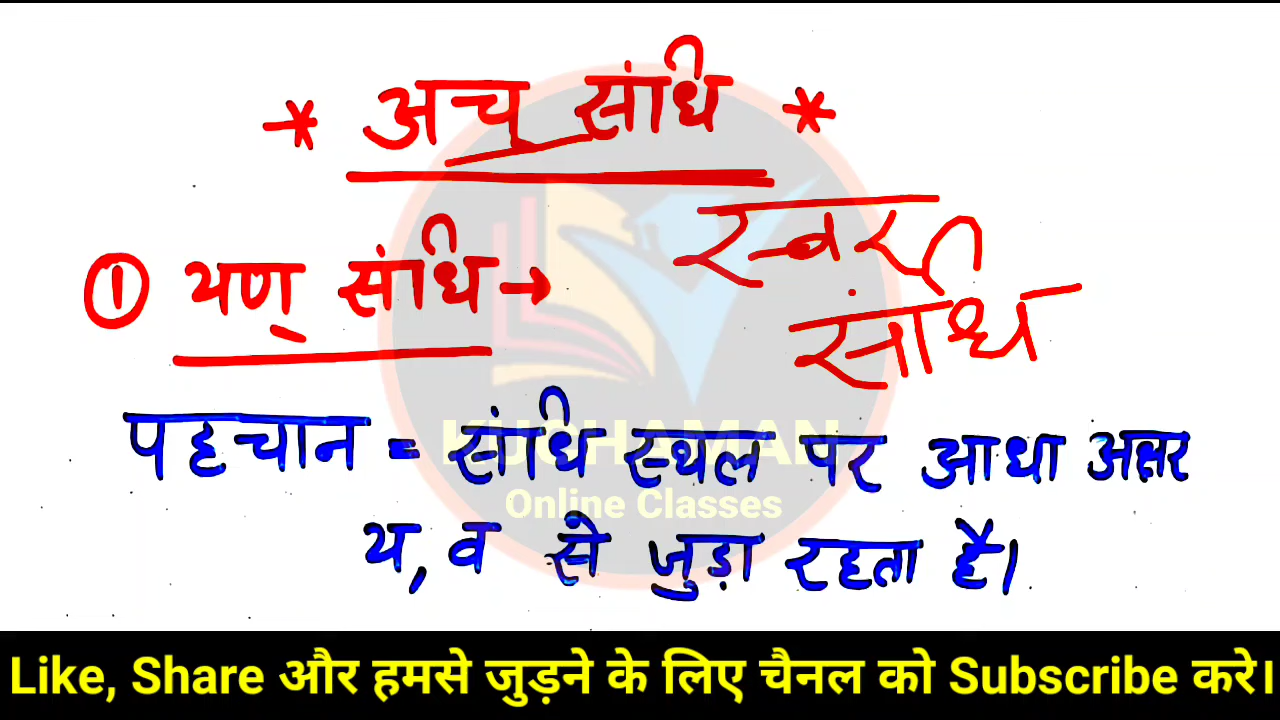 * अच् संधि *
स्वर
① यण् संधि →
संधि
पहचान = संधि स्थल पर आधा अक्षर
य, व से जुड़ा रहता है।
KUCHAMAN
Online Classes
Like, Share और हमसे जुड़ने के लिए चैनल को Subscribe करे।